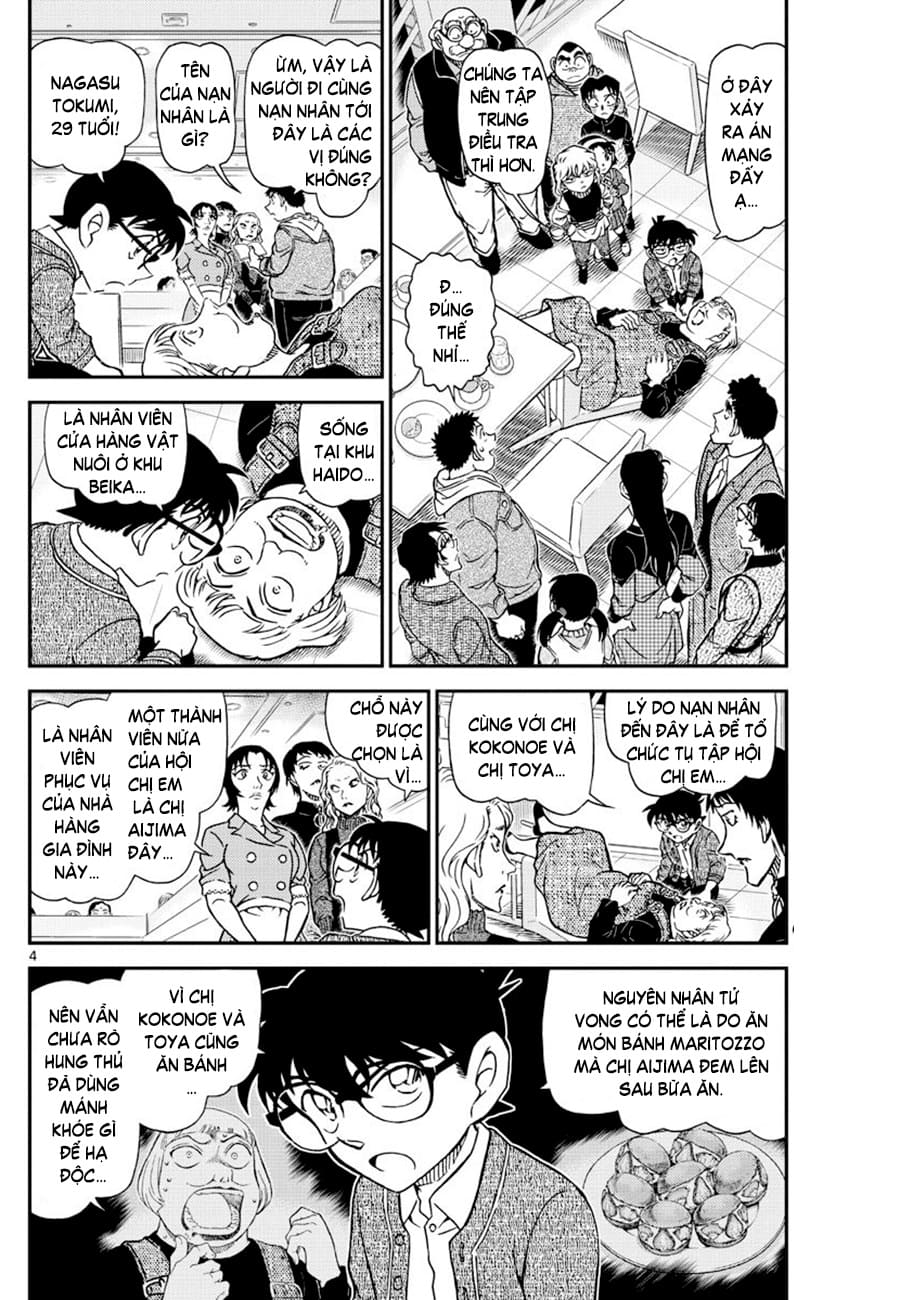 Ở ĐÂY
XẢY
RA ÁN
MẠNG
ĐẤY
Ạ...
CHÚNG TA
NÊN TẬP
TRUNG
ĐIỀU TRA
THÌ HƠN.
Đ...
ĐÚNG
THẾ
NHỈ...
ỪM, VẬY LÀ
NGƯỜI ĐI CÙNG
NẠN NHÂN TỚI
ĐÂY LÀ CÁC
VỊ ĐÚNG
KHÔNG?
TÊN
CỦA NẠN
NHÂN LÀ
GÌ?
NAGASU
TOKUMI,
29 TUỔI!
SỐNG
TẠI KHU
HAIDO...
LÀ NHÂN VIÊN
CỬA HÀNG VẬT
NUÔI Ở KHU
BEIKA...
LÝ DO NẠN NHÂN
ĐẾN ĐÂY LÀ ĐỂ TỔ
CHỨC TỤ TẬP HỘI
CHỊ EM...
CÙNG VỚI CHỊ
KOKONOE VÀ
CHỊ TOYA...
CHỔ NÀY
ĐƯỢC
CHỌN LÀ
VÌ...
MỘT THÀNH
VIÊN NỬA
CỦA HỘI
CHỊ EM
LÀ CHỊ
AIJIMA
ĐÂY...
LÀ NHÂN
VIÊN
PHỤC VỤ
CỦA NHÀ
HÀNG
GIA ĐÌNH
NÀY...
4
NGUYÊN NHÂN TỬ
VONG CÓ THỂ LÀ DO ĂN
MÓN BÁNH MARITOZZO
MÀ CHỊ AIJIMA ĐEM LÊN
SAU BỮA ĂN.
VÌ CHỊ
KOKONOE VÀ
TOYA CŨNG
ĂN BÁNH
...
NÊN VẪN
CHƯA RÕ
HUNG THỦ
ĐÃ DÙNG
MÁNH
KHÓE GÌ
ĐỂ HẠ
ĐỘC...